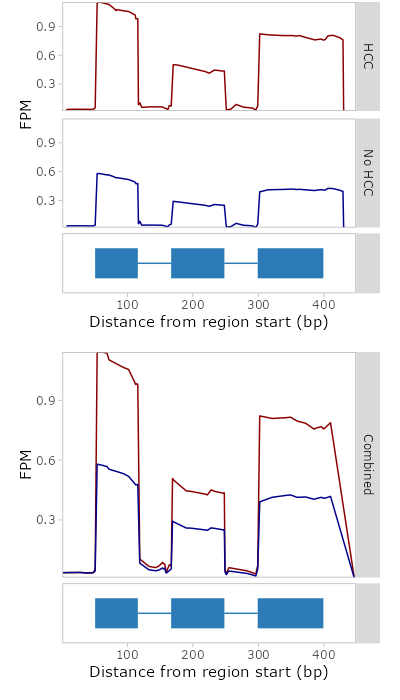 0.9
0.6
0.3
HCC
FPM
0.9
0.6
0.3
No HCC
100 200 300 400
Distance from region start (bp)
0.9
0.6
0.3
FPM
Combined
100 200 300 400
Distance from region start (bp)